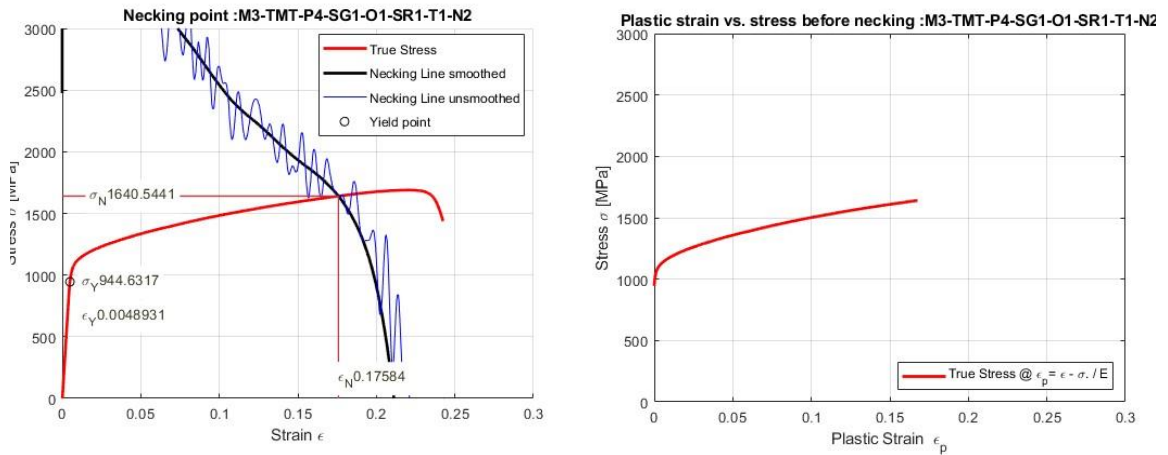 Necking point :M3-TMT-P4-SG1-O1-SR1-T1-N2
3000
2500
2000
1500
1000
500
0
Stress σ [MPa]
True Stress
Necking Line smoothed
Necking Line unsmoothed
Yield point
σN1640.5441
σY944.6317
ϵY0.0048931
ϵN0.17584
0
0.05
0.1
0.15
0.2
0.25
0.3
Strain ϵ
Plastic strain vs. stress before necking :M3-TMT-P4-SG1-O1-SR1-T1-N2
3000
2500
2000
1500
1000
500
0
Stress σ [MPa]
True Stress @ ϵp= ϵ - σ. / E
0
0.05
0.1
0.15
0.2
0.25
0.3
Plastic Strain ϵp